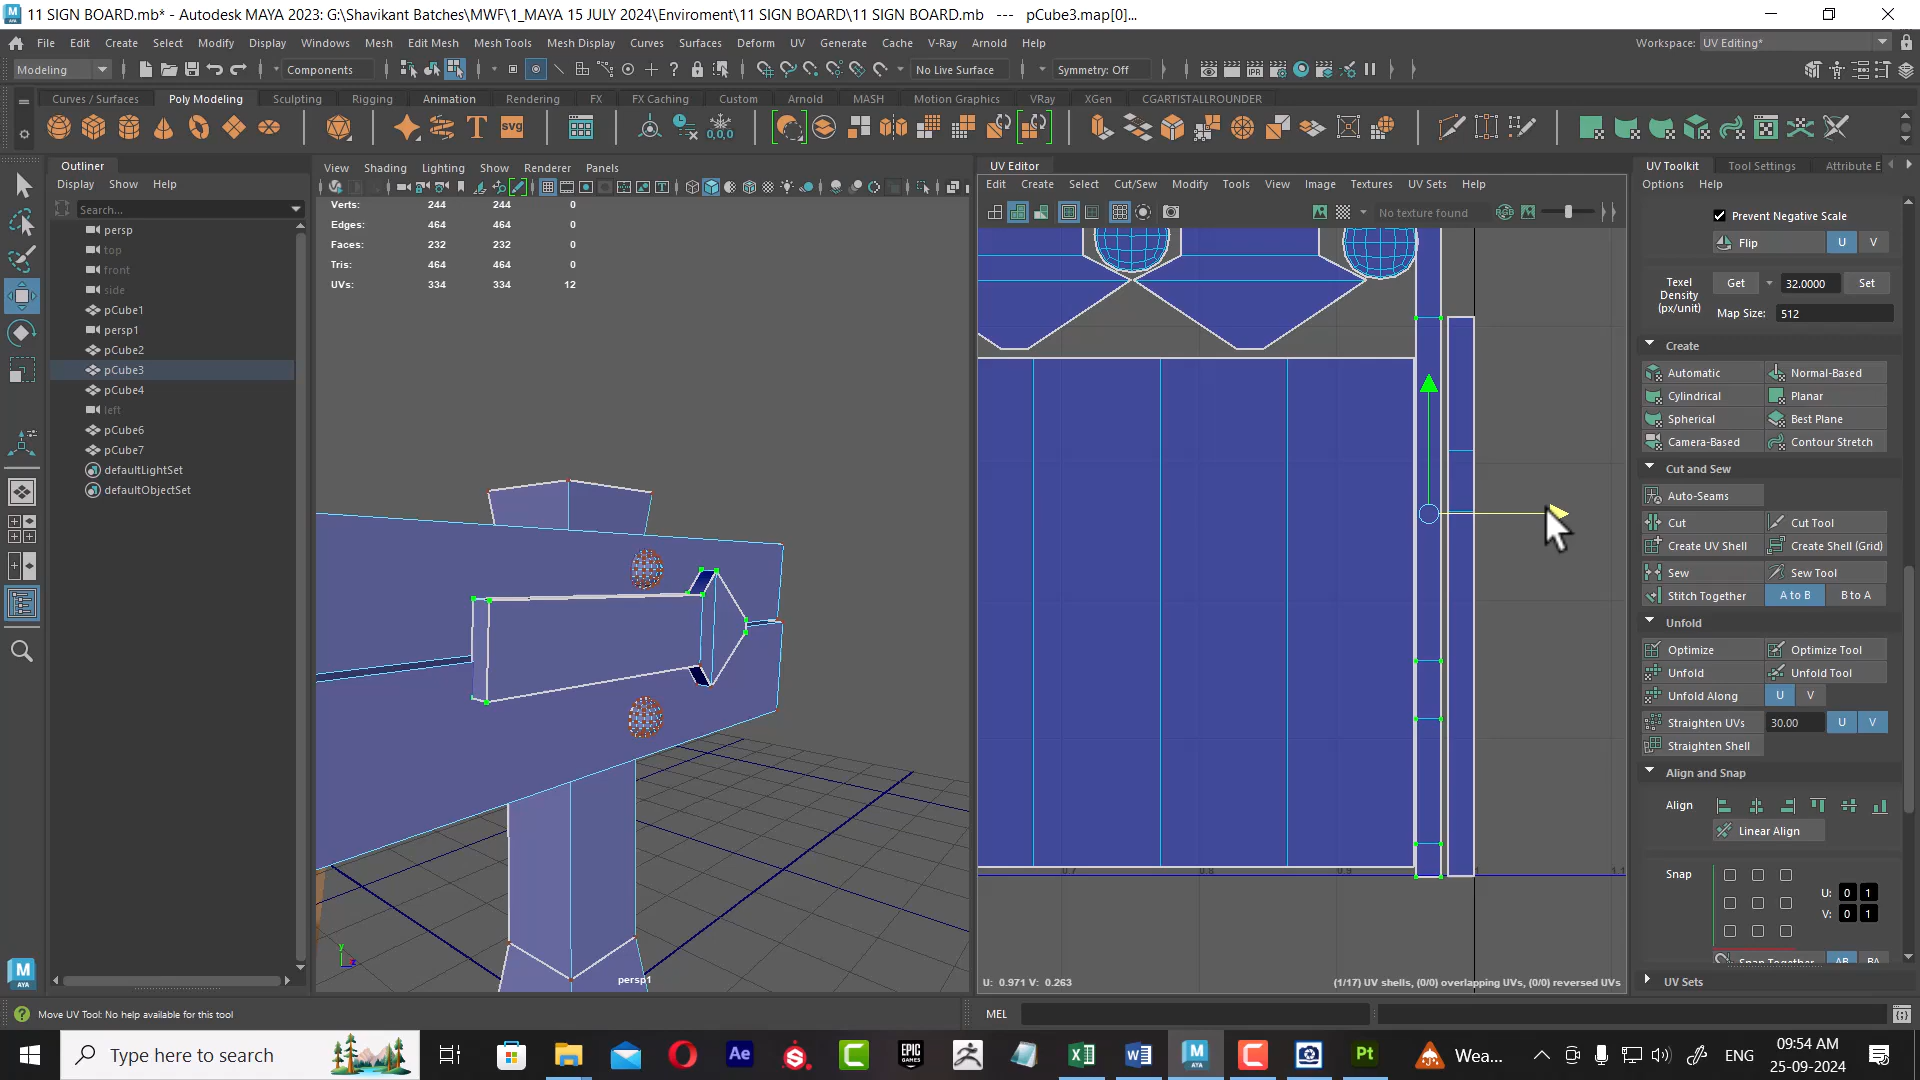 11 SIGN BOARD.mb* - Autodesk MAYA 2023: G:\Shavikant Batches\MWF\1_MAYA 15 JULY 2024\Enviroment\11 SIGN BOARD\11 SIGN BOARD.mb --- pCube3.map[0]...
File Edit Create Select Modify Display Windows Mesh Edit Mesh Mesh Tools Mesh Display Curves Surfaces Deform UV Generate Cache V-Ray Arnold Help
Workspace: UV Editing*
Modeling Components No Live Surface Symmetry: Off
Curves / Surfaces Poly Modeling Sculpting Rigging Animation Rendering FX FX Caching Custom Arnold MASH Motion Graphics VRay XGen CGARTISTALLROUNDER
Outliner
Display Show Help
Search...
persp
top
front
side
pCube1
persp1
pCube2
pCube3
pCube4
left
pCube6
pCube7
defaultLightSet
defaultObjectSet
View Shading Lighting Show Renderer Panels
Verts: 244 244 0
Edges: 464 464 0
Faces: 232 232 0
Tris: 464 464 0
UVs: 334 334 12
persp1
UV Editor
Edit Create Select Cut/Sew Modify Tools View Image Textures UV Sets Help
No texture found
0.7 0.8 0.9 1.1
U: 0.971 V: 0.263
(1/17) UV shells, (0/0) overlapping UVs, (0/0) reversed UVs
UV Toolkit Tool Settings Attribute E
Options Help
Prevent Negative Scale
Flip U V
Texel Density (px/unit) Get 32.0000 Set
Map Size: 512
Create
Automatic Normal-Based
Cylindrical Planar
Spherical Best Plane
Camera-Based Contour Stretch
Cut and Sew
Auto-Seams
Cut Cut Tool
Create UV Shell Create Shell (Grid)
Sew Sew Tool
Stitch Together A to B B to A
Unfold
Optimize Optimize Tool
Unfold Unfold Tool
Unfold Along U V
Straighten UVs 30.00 U V
Straighten Shell
Align and Snap
Align
Linear Align
Snap
U: 0 1
V: 0 1
Snap Together AB BA
UV Sets
Move UV Tool: No help available for this tool
MEL
Type here to search
Wea...
ENG
09:54 AM
25-09-2024